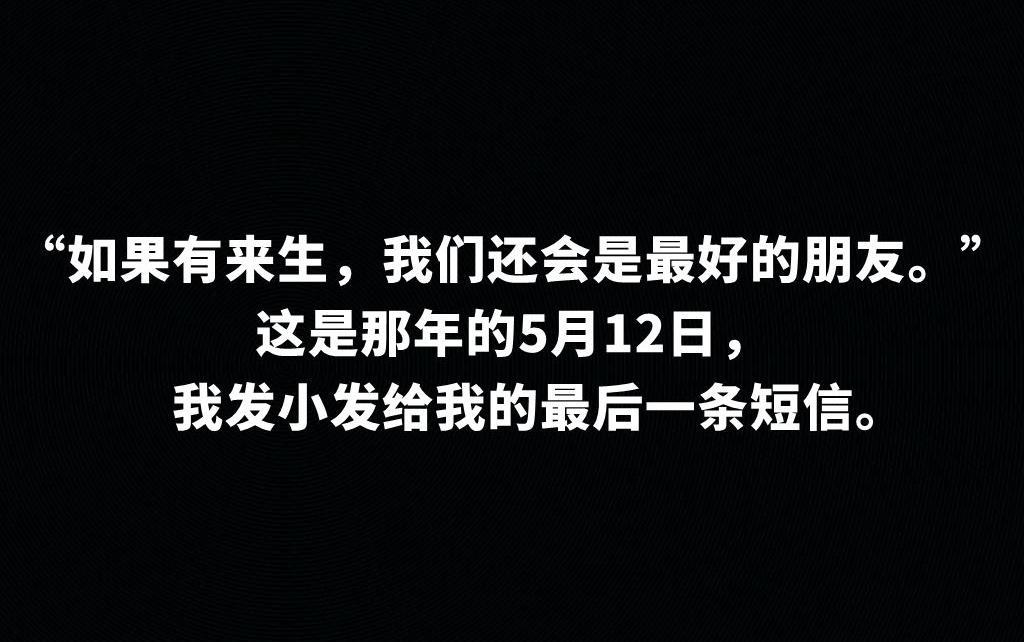 “如果有来生，我们还会是最好的朋友。”
这是那年的5月12日，
我发小发给我的最后一条短信。